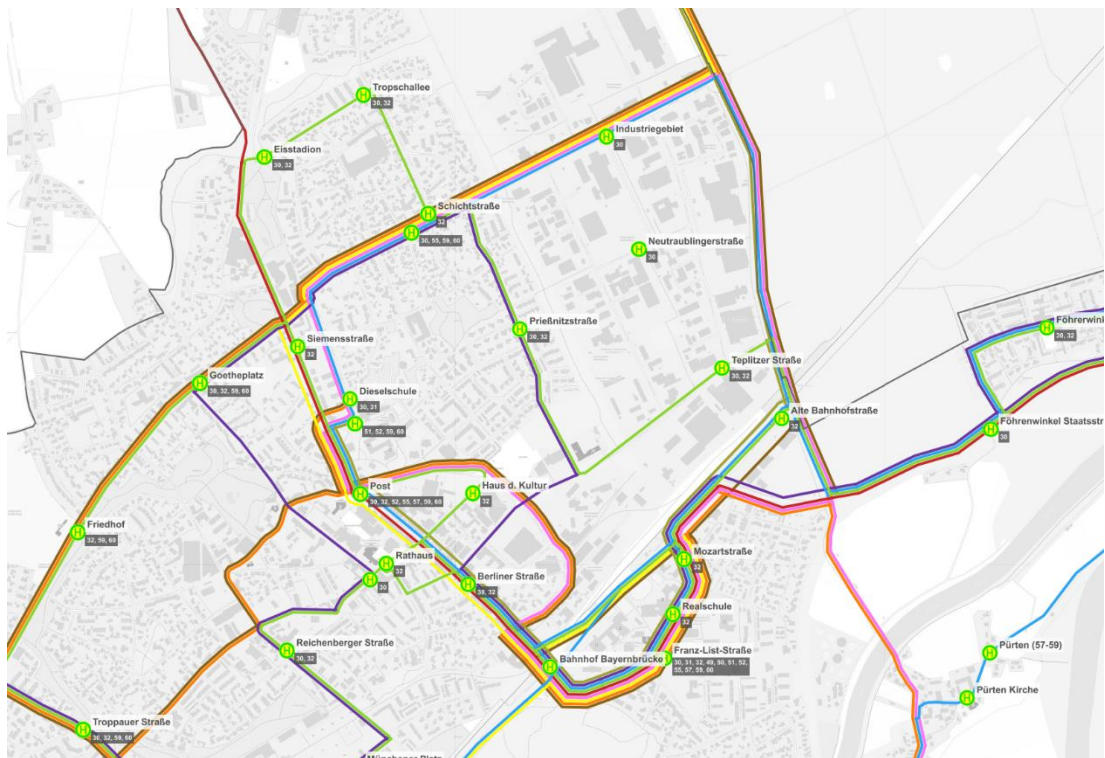 Tropschallee
30, 32
Industriegebiet
30
Eisstadion
30, 32
Schichtstraße
32
30, 55, 59, 60
Neutraublingerstraße
30
Prießnitzstraße
30, 32
Föhrerwinkel
30, 32
Siemensstraße
32
Teplitzer Straße
30, 32
Goetheplatz
30, 32, 59, 60
Dieselschule
30, 31
51, 52, 59, 60
Alte Bahnhofstraße
32
Föhrenwinkel Staatsstr
30
Post
30, 32, 52, 55, 57, 59, 60
Haus d. Kultur
32
Friedhof
32, 59, 60
Mozartstraße
32
Rathaus
32
30
Berliner Straße
30, 32
Realschule
32
Reichenberger Straße
30, 32
Bahnhof Bayernbrücke
Franz-List-Straße
30, 31, 32, 49, 50, 51, 52,
55, 57, 59, 60
Pürten (57-59)
Pürten Kirche
Troppauer Straße
30, 32, 59, 60